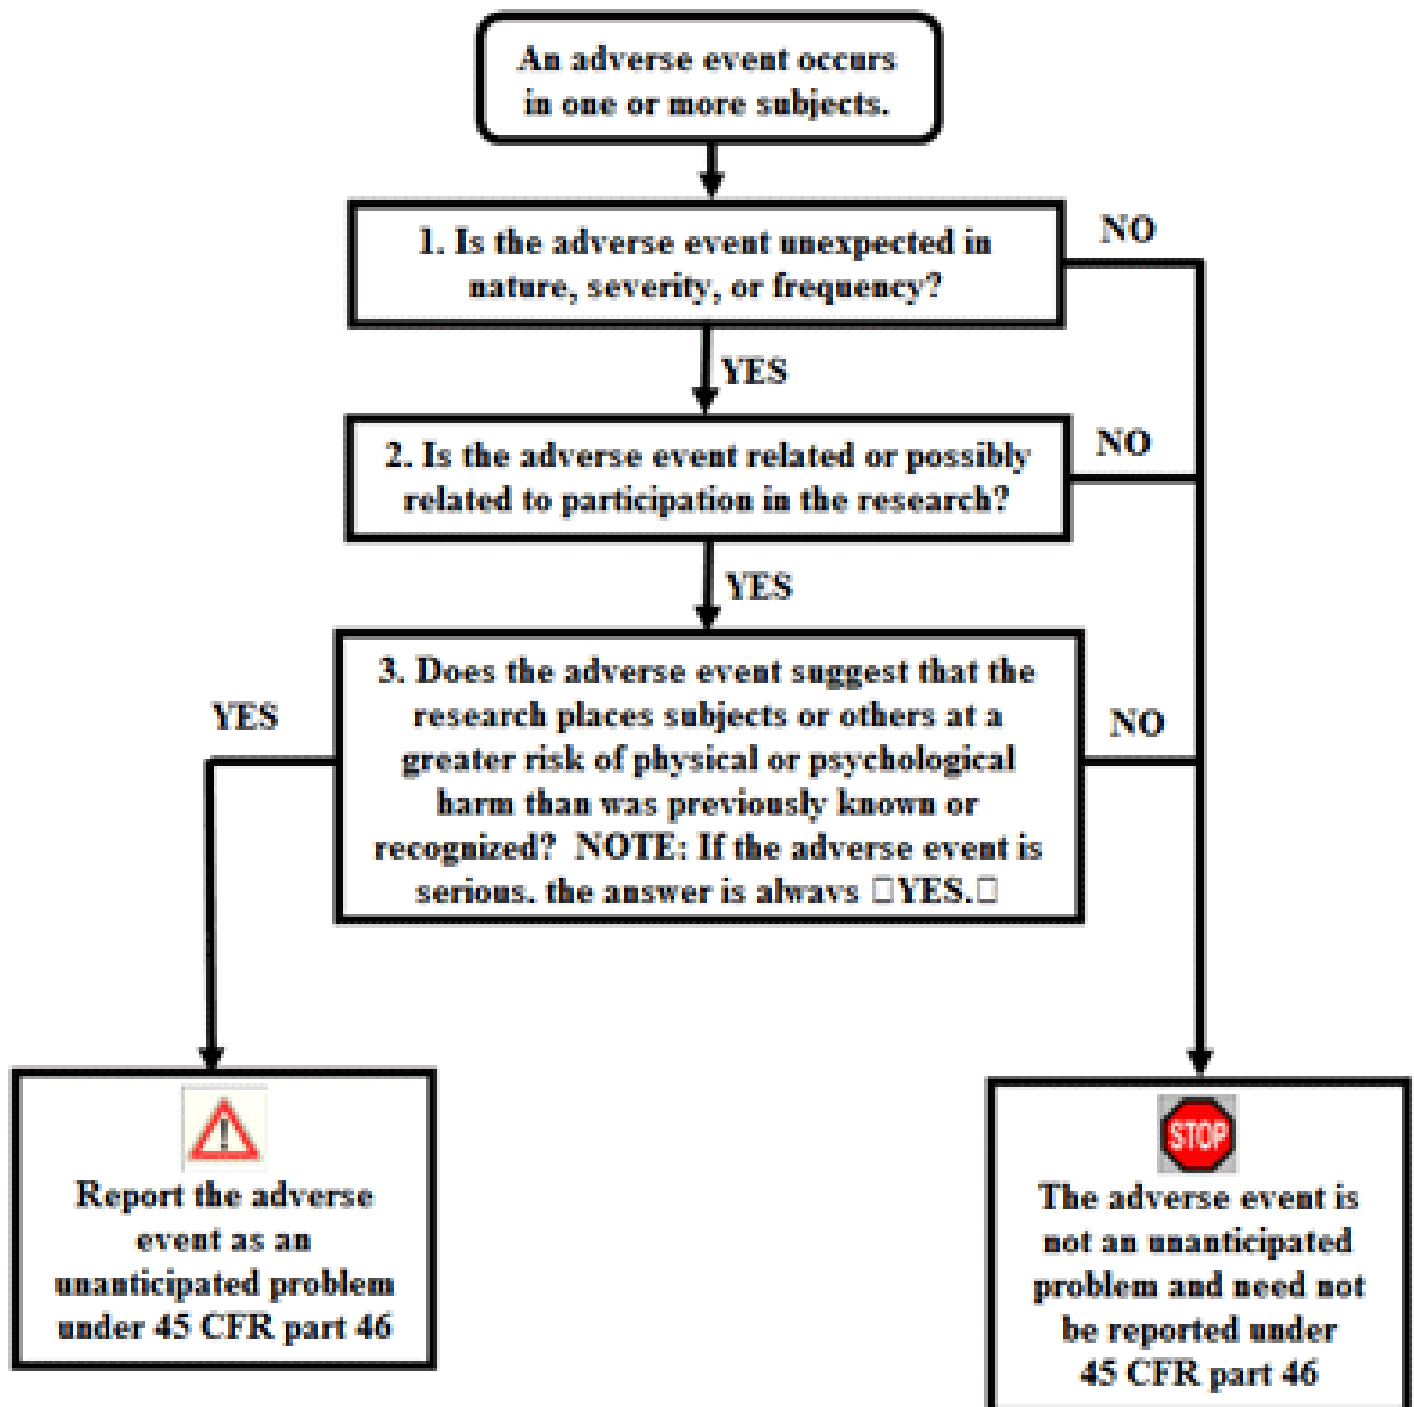 An adverse event occurs
in one or more subjects.
1. Is the adverse event unexpected in
nature, severity, or frequency?
NO
YES
2. Is the adverse event related or possibly
related to participation in the research?
NO
YES
3. Does the adverse event suggest that the
research places subjects or others at a
greater risk of physical or psychological
harm than was previously known or
recognized? NOTE: If the adverse event is
serious. the answer is always □YES.□
YES
NO
Report the adverse
event as an
unanticipated problem
under 45 CFR part 46
STOP
The adverse event is
not an unanticipated
problem and need not
be reported under
45 CFR part 46